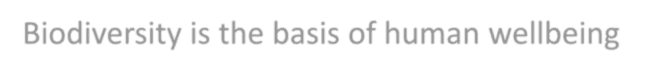 Biodiversity is the basis of human wellbeing